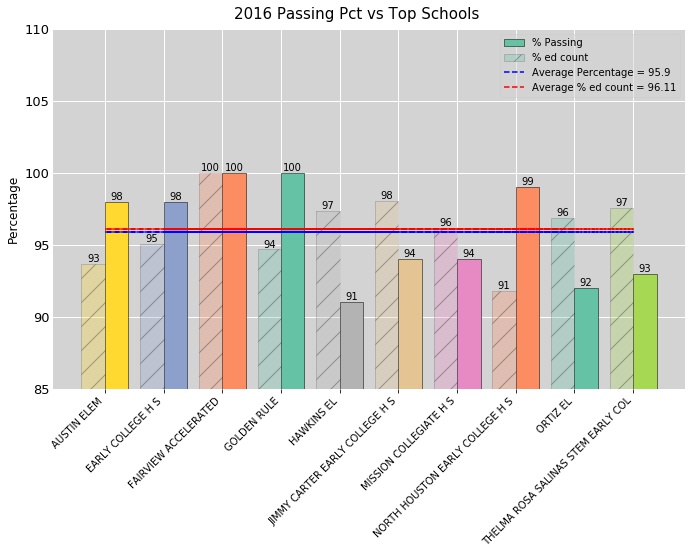 2016 Passing Pct vs Top Schools
% Passing
% ed count
Average Percentage = 95.9
Average % ed count = 96.11
Percentage
110
105
100
95
90
85
93
98
95
98
100
100
94
100
97
91
98
94
96
94
91
99
96
92
97
93
AUSTIN ELEM
EARLY COLLEGE H S
FAIRVIEW ACCELERATED
GOLDEN RULE
HAWKINS EL
JIMMY CARTER EARLY COLLEGE H S
MISSION COLLEGIATE H S
NORTH HOUSTON EARLY COLLEGE H S
ORTIZ EL
THELMA ROSA SALINAS STEM EARLY COL